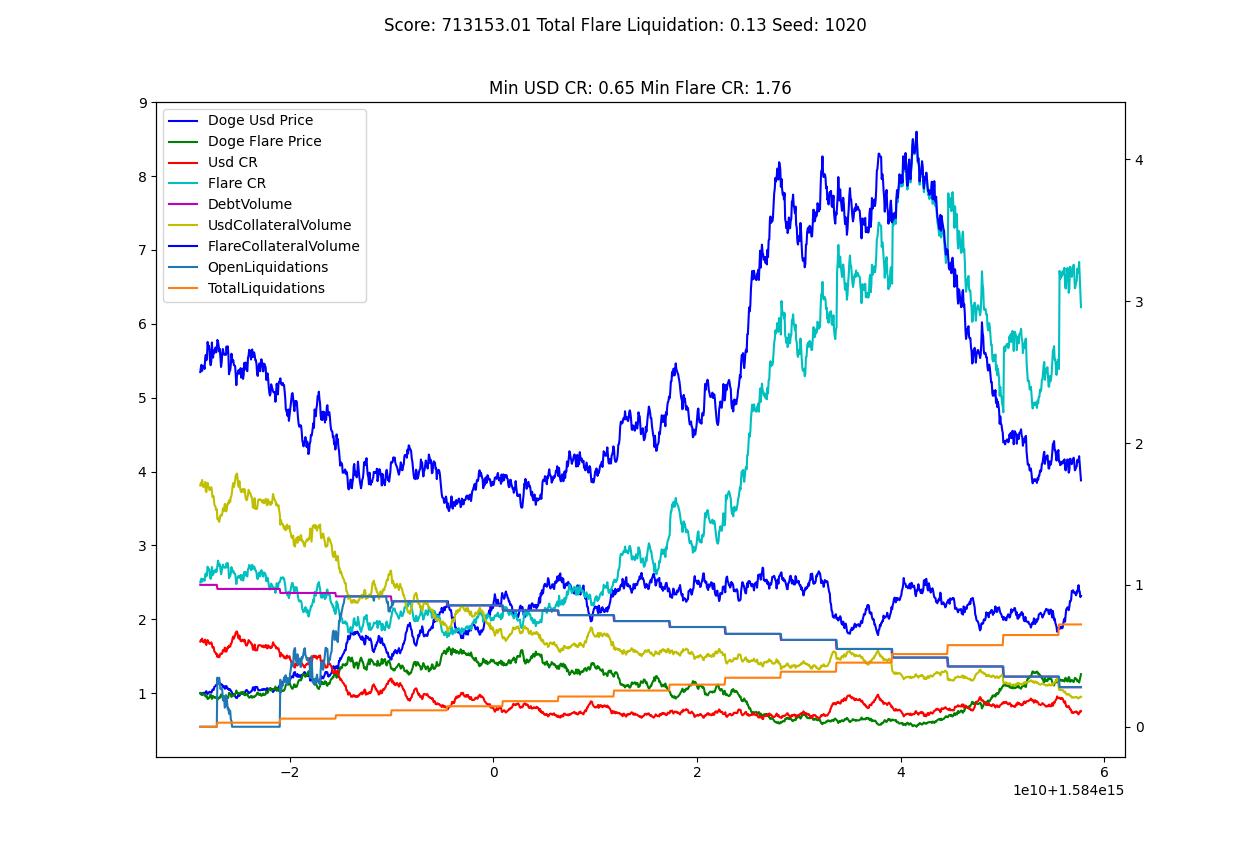 Score: 713153.01 Total Flare Liquidation: 0.13 Seed: 1020
Min USD CR: 0.65 Min Flare CR: 1.76
Doge Usd Price
Doge Flare Price
Usd CR
Flare CR
DebtVolume
UsdCollateralVolume
FlareCollateralVolume
OpenLiquidations
TotalLiquidations
9
8
7
6
5
4
3
2
1
4
3
2
1
0
−2
0
2
4
6
1e10+1.584e15